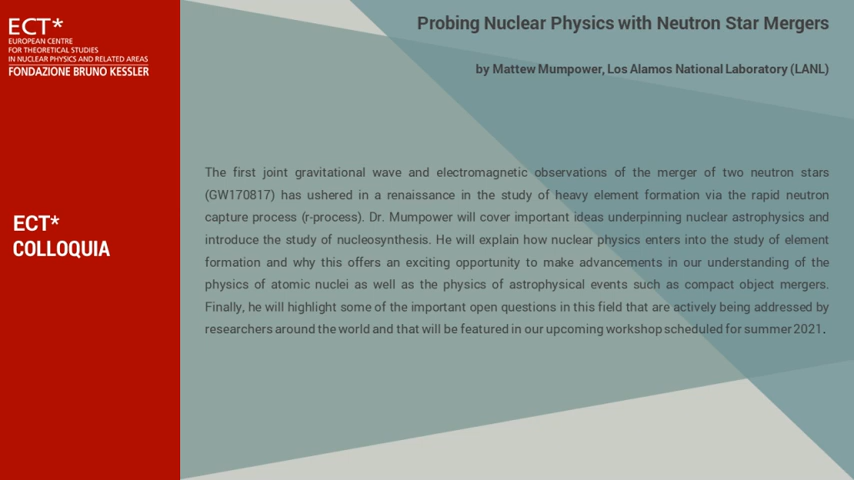 ECT*
EUROPEAN CENTRE
FOR THEORETICAL STUDIES
IN NUCLEAR PHYSICS AND RELATED AREAS
FONDAZIONE BRUNO KESSLER
ECT*
COLLOQUIA
Probing Nuclear Physics with Neutron Star Mergers
by Mattew Mumpower, Los Alamos National Laboratory (LANL)
The first joint gravitational wave and electromagnetic observations of the merger of two neutron stars
(GW170817) has ushered in a renaissance in the study of heavy element formation via the rapid neutron
capture process (r-process). Dr. Mumpower will cover important ideas underpinning nuclear astrophysics and
introduce the study of nucleosynthesis. He will explain how nuclear physics enters into the study of element
formation and why this offers an exciting opportunity to make advancements in our understanding of the
physics of atomic nuclei as well as the physics of astrophysical events such as compact object mergers.
Finally, he will highlight some of the important open questions in this field that are actively being addressed by
researchers around the world and that will be featured in our upcoming workshop scheduled for summer 2021.